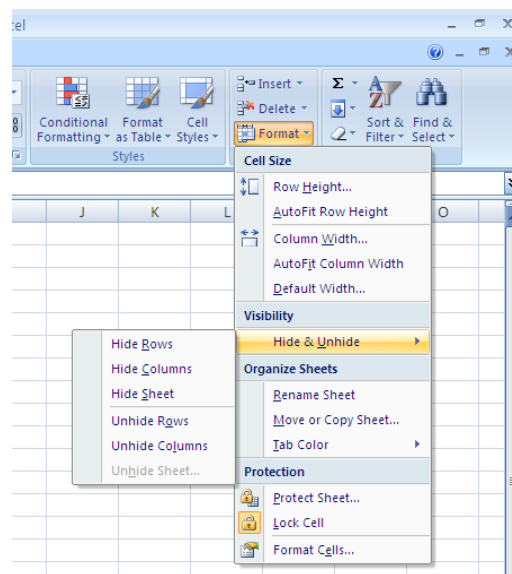 cel
Insert
Delete
Format
Σ
AZ
Conditional Formatting
Format as Table
Cell Styles
Sort & Filter
Find & Select
Styles
Cell Size
Row Height...
AutoFit Row Height
Column Width...
AutoFit Column Width
Default Width...
Visibility
Hide & Unhide
Organize Sheets
Rename Sheet
Move or Copy Sheet...
Tab Color
Protection
Protect Sheet...
Lock Cell
Format Cells...
Hide Rows
Hide Columns
Hide Sheet
Unhide Rows
Unhide Columns
Unhide Sheet...
J
K
L
O